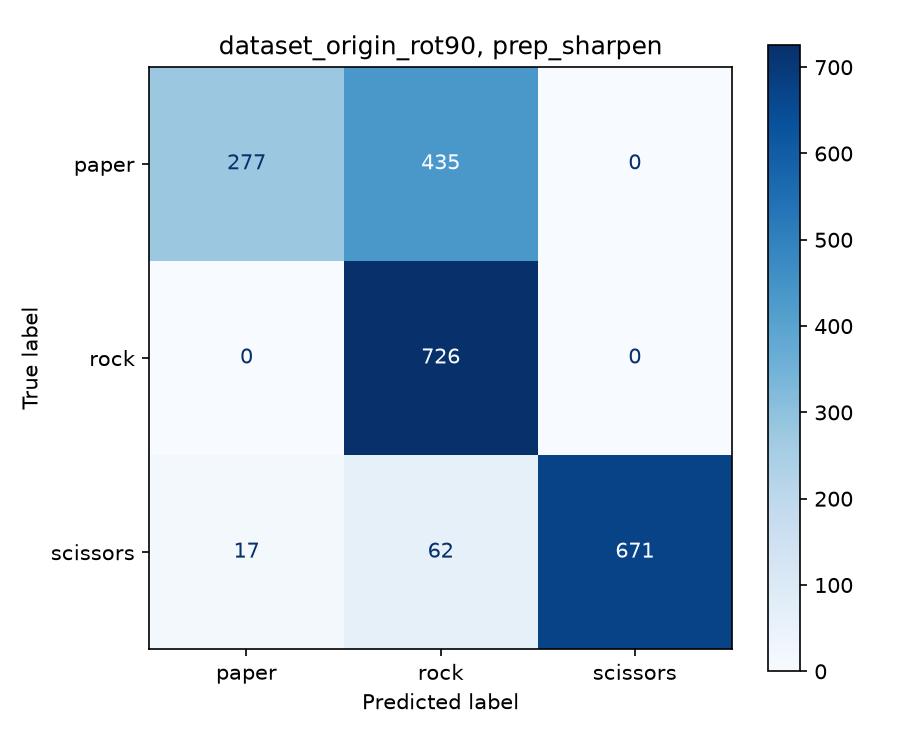 dataset_origin_rot90, prep_sharpen
paper 277 435 0
rock 0 726 0
scissors 17 62 671
paper rock scissors
Predicted label
True label
700
600
500
400
300
200
100
0